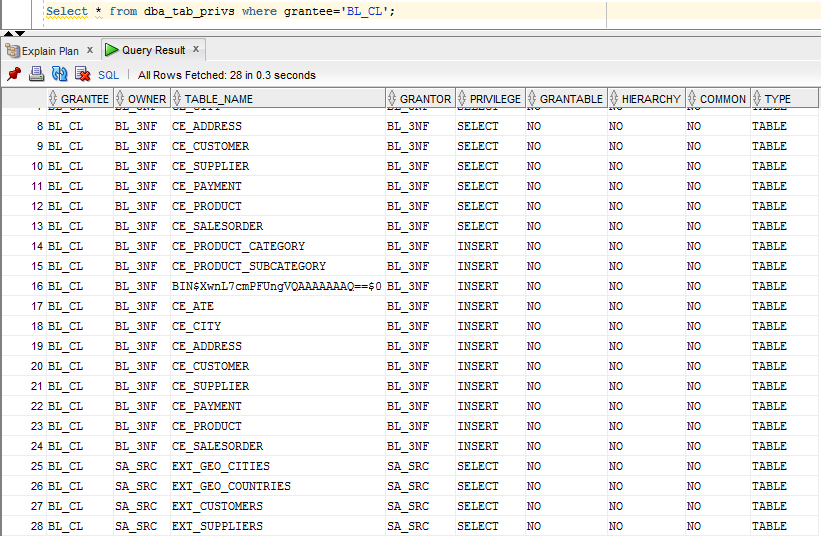 Select * from dba_tab_privs where grantee='BL_CL';
Explain Plan x Query Result x
SQL | All Rows Fetched: 28 in 0.3 seconds
GRANTEE OWNER TABLE_NAME GRANTOR PRIVILEGE GRANTABLE HIERARCHY COMMON TYPE
8 BL_CL BL_3NF CE_ADDRESS BL_3NF SELECT NO NO NO TABLE
9 BL_CL BL_3NF CE_CUSTOMER BL_3NF SELECT NO NO NO TABLE
10 BL_CL BL_3NF CE_SUPPLIER BL_3NF SELECT NO NO NO TABLE
11 BL_CL BL_3NF CE_PAYMENT BL_3NF SELECT NO NO NO TABLE
12 BL_CL BL_3NF CE_PRODUCT BL_3NF SELECT NO NO NO TABLE
13 BL_CL BL_3NF CE_SALESORDER BL_3NF SELECT NO NO NO TABLE
14 BL_CL BL_3NF CE_PRODUCT_CATEGORY BL_3NF INSERT NO NO NO TABLE
15 BL_CL BL_3NF CE_PRODUCT_SUBCATEGORY BL_3NF INSERT NO NO NO TABLE
16 BL_CL BL_3NF BIN$XwnL7cmPFUngVQAAAAAAAQ==$0 BL_3NF INSERT NO NO NO TABLE
17 BL_CL BL_3NF CE_ATE BL_3NF INSERT NO NO NO TABLE
18 BL_CL BL_3NF CE_CITY BL_3NF INSERT NO NO NO TABLE
19 BL_CL BL_3NF CE_ADDRESS BL_3NF INSERT NO NO NO TABLE
20 BL_CL BL_3NF CE_CUSTOMER BL_3NF INSERT NO NO NO TABLE
21 BL_CL BL_3NF CE_SUPPLIER BL_3NF INSERT NO NO NO TABLE
22 BL_CL BL_3NF CE_PAYMENT BL_3NF INSERT NO NO NO TABLE
23 BL_CL BL_3NF CE_PRODUCT BL_3NF INSERT NO NO NO TABLE
24 BL_CL BL_3NF CE_SALESORDER BL_3NF INSERT NO NO NO TABLE
25 BL_CL SA_SRC EXT_GEO_CITIES SA_SRC SELECT NO NO NO TABLE
26 BL_CL SA_SRC EXT_GEO_COUNTRIES SA_SRC SELECT NO NO NO TABLE
27 BL_CL SA_SRC EXT_CUSTOMERS SA_SRC SELECT NO NO NO TABLE
28 BL_CL SA_SRC EXT_SUPPLIERS SA_SRC SELECT NO NO NO TABLE